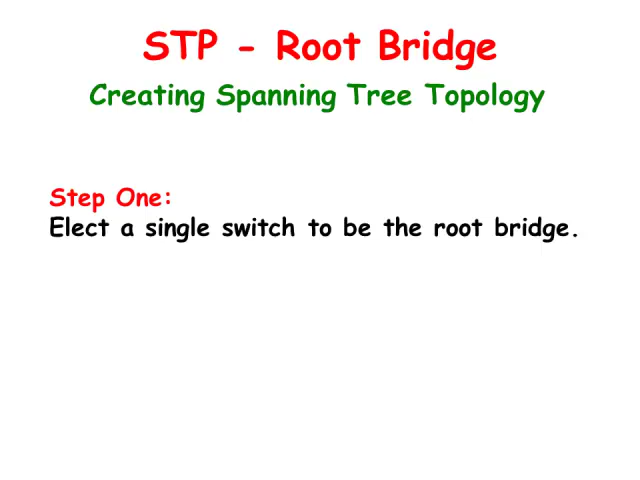 STP - Root Bridge
Creating Spanning Tree Topology
Step One:
Elect a single switch to be the root bridge.